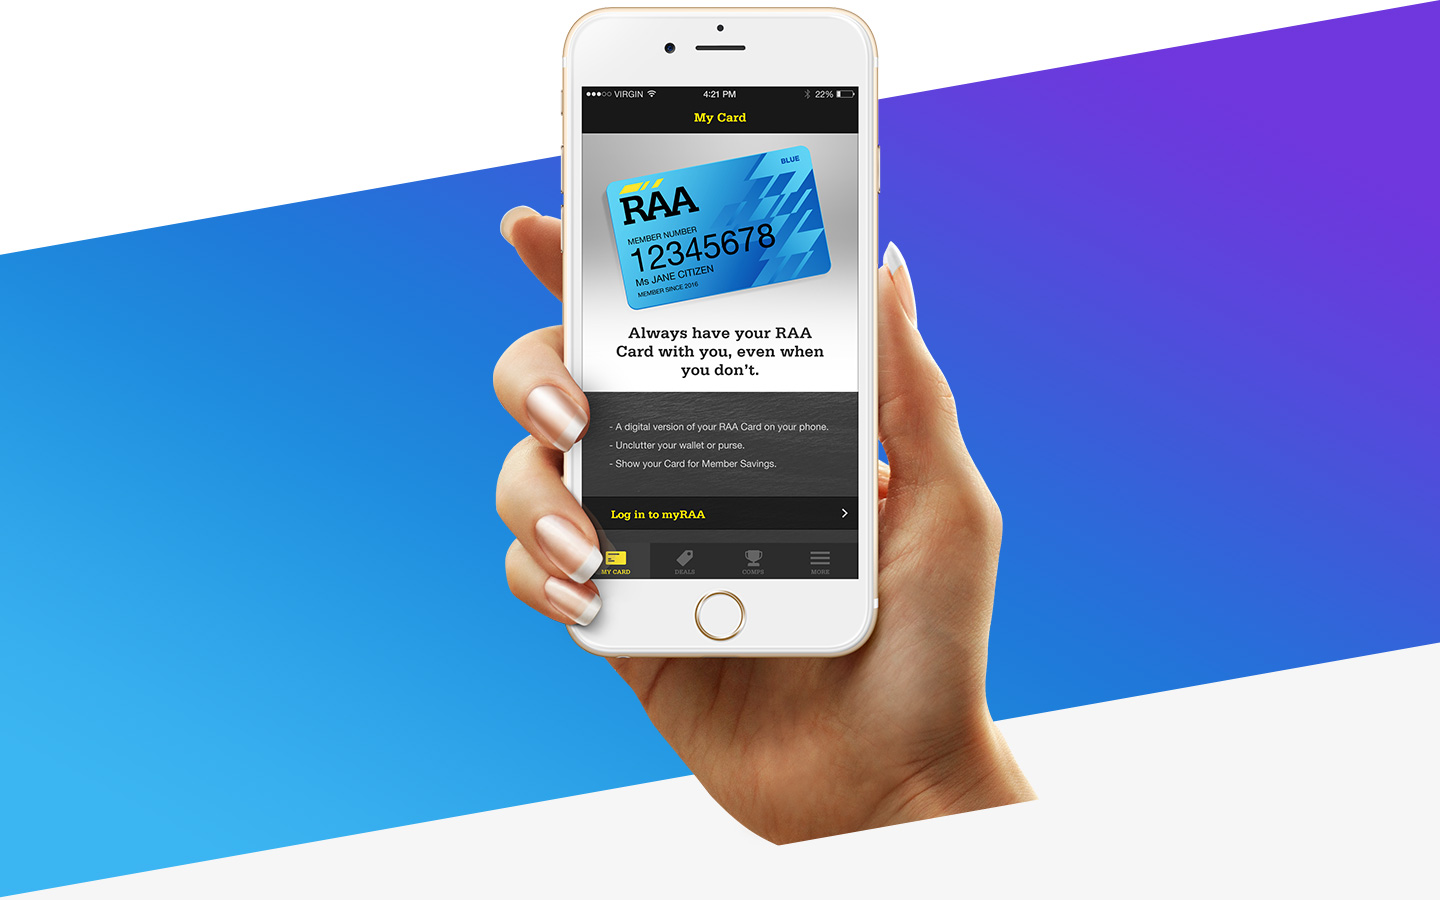 VIRGIN 4:21 PM 22%
My Card
BLUE
RAA
MEMBER NUMBER
12345678
Ms JANE CITIZEN
MEMBER SINCE 2016
Always have your RAA
Card with you, even when
you don't.
- A digital version of your RAA Card on your phone.
- Unclutter your wallet or purse.
- Show your Card for Member Savings.
Log in to myRAA
MY CARD DEALS COMPS MORE